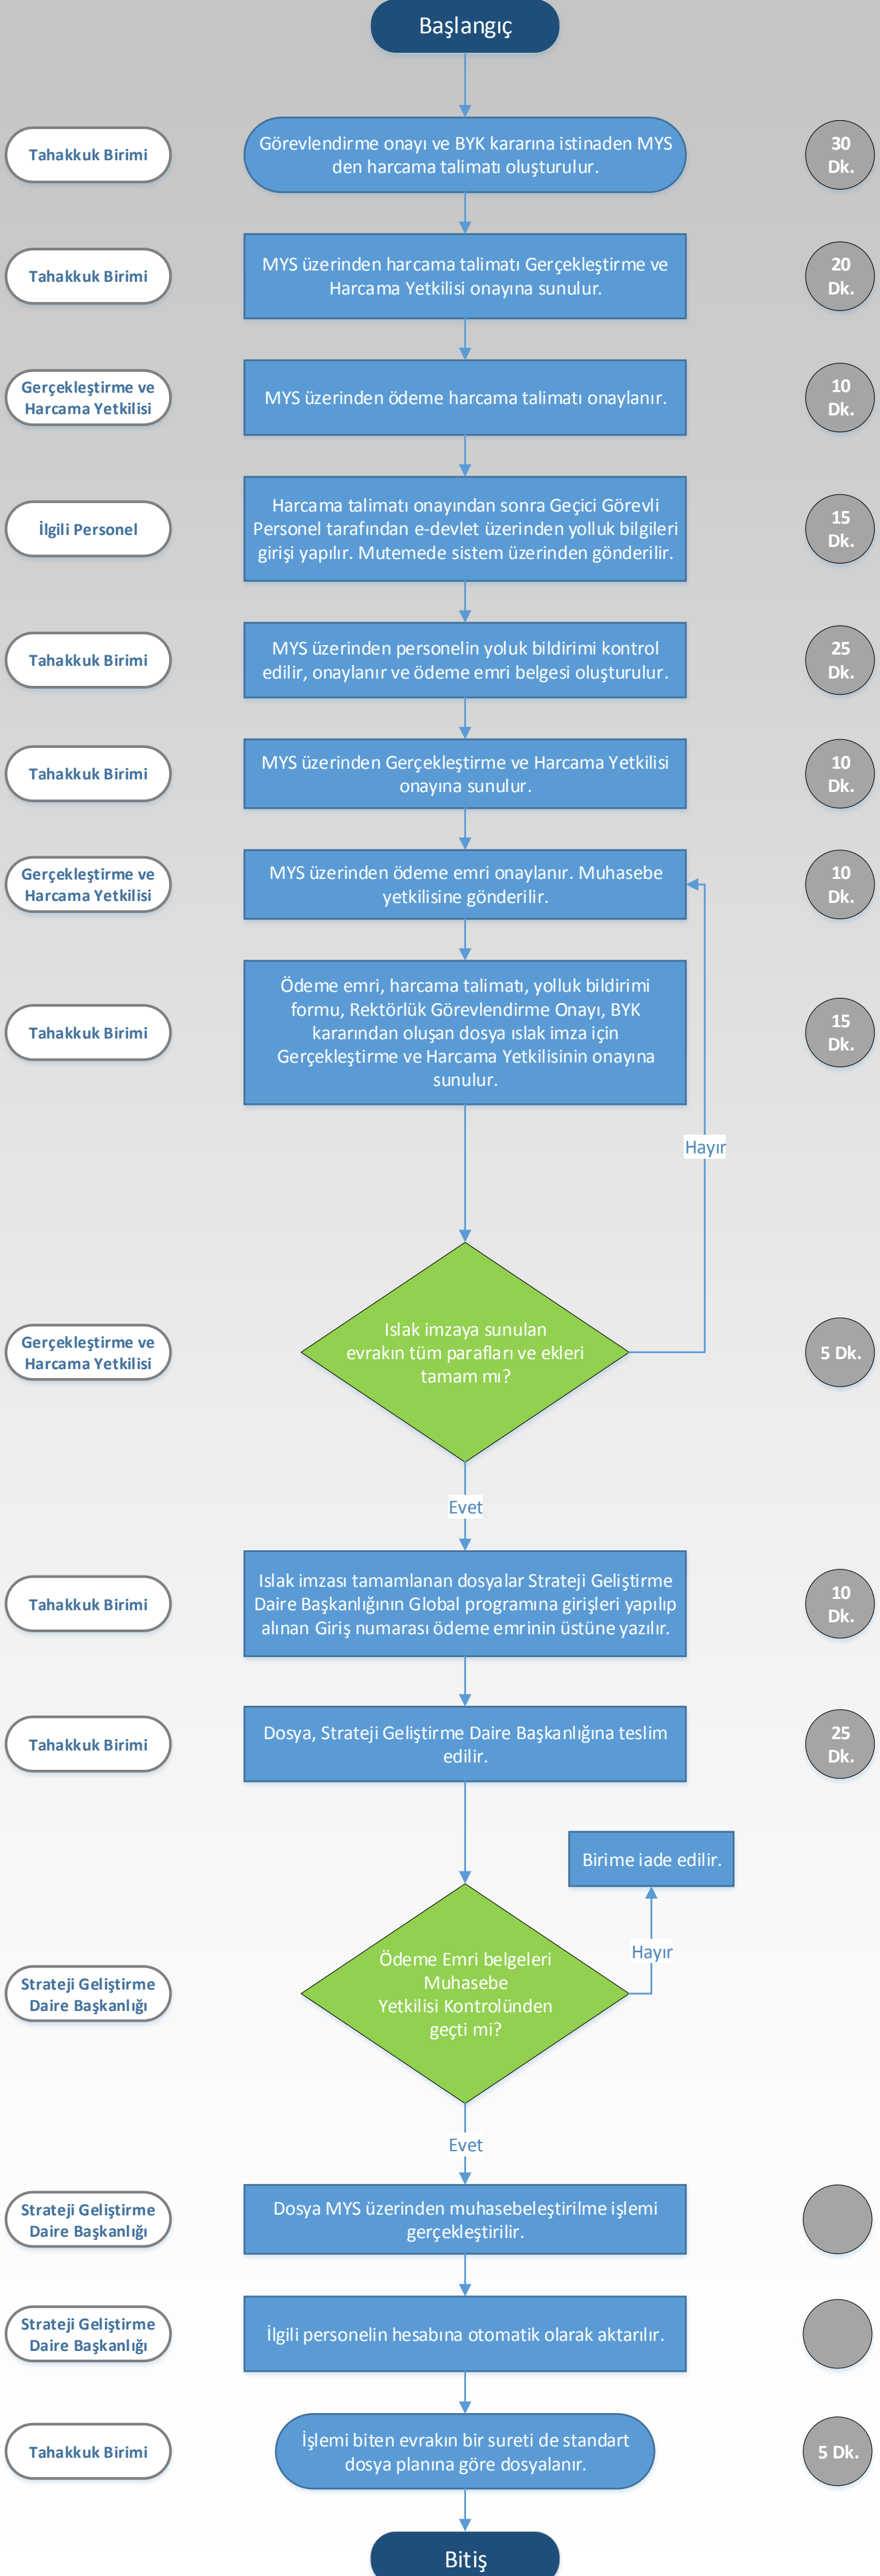 Başlangıç
Tahakkuk Birimi
Görevlendirme onayı ve BYK kararına istinaden MYS
den harcama talimatı oluşturulur.
30
Dk.
Tahakkuk Birimi
MYS üzerinden harcama talimatı Gerçekleştirme ve
Harcama Yetkilisi onayına sunulur.
20
Dk.
Gerçekleştirme ve
Harcama Yetkilisi
MYS üzerinden ödeme harcama talimatı onaylanır.
10
Dk.
İlgili Personel
Harcama talimatı onayından sonra Geçici Görevli
Personel tarafından e-devlet üzerinden yolluk bilgileri
girişi yapılır. Mutemede sistem üzerinden gönderilir.
15
Dk.
Tahakkuk Birimi
MYS üzerinden personelin yoluk bildirimi kontrol
edilir, onaylanır ve ödeme emri belgesi oluşturulur.
25
Dk.
Tahakkuk Birimi
MYS üzerinden Gerçekleştirme ve Harcama Yetkilisi
onayına sunulur.
10
Dk.
Gerçekleştirme ve
Harcama Yetkilisi
MYS üzerinden ödeme emri onaylanır. Muhasebe
yetkilisine gönderilir.
10
Dk.
Tahakkuk Birimi
Ödeme emri, harcama talimatı, yolluk bildirimi
formu, Rektörlük Görevlendirme Onayı, BYK
kararından oluşan dosya ıslak imza için
Gerçekleştirme ve Harcama Yetkilisinin onayına
sunulur.
15
Dk.
Hayır
Gerçekleştirme ve
Harcama Yetkilisi
Islak imzaya sunulan
evrakın tüm parafları ve ekleri
tamam mı?
5 Dk.
Evet
Tahakkuk Birimi
Islak imzası tamamlanan dosyalar Strateji Geliştirme
Daire Başkanlığının Global programına girişleri yapılıp
alınan Giriş numarası ödeme emrinin üstüne yazılır.
10
Dk.
Tahakkuk Birimi
Dosya, Strateji Geliştirme Daire Başkanlığına teslim
edilir.
25
Dk.
Birime iade edilir.
Hayır
Strateji Geliştirme
Daire Başkanlığı
Ödeme Emri belgeleri
Muhasebe
Yetkilisi Kontrolünden
geçti mi?
Evet
Strateji Geliştirme
Daire Başkanlığı
Dosya MYS üzerinden muhasebeleştirilme işlemi
gerçekleştirilir.
Strateji Geliştirme
Daire Başkanlığı
İlgili personelin hesabına otomatik olarak aktarılır.
Tahakkuk Birimi
İşlemi biten evrakın bir sureti de standart
dosya planına göre dosyalanır.
5 Dk.
Bitiş